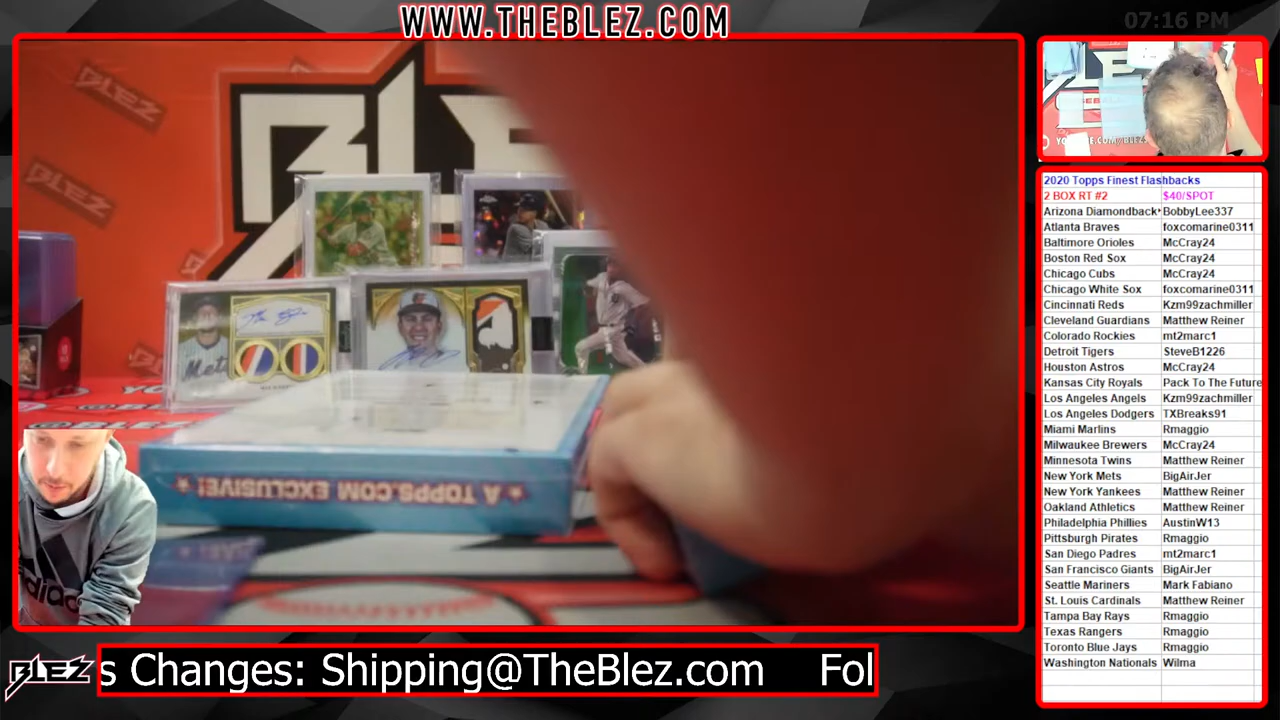 WWW.THEBLEZ.COM
07:16 PM
BLEZ
BLEZ
BLE
Mets
A TOPPS.COM EXCLUSIVE!
adidas
2020 Topps Finest Flashbacks
2 BOX RT #2 $40/SPOT
Arizona Diamondback BobbyLee337
Atlanta Braves foxcomarine0311
Baltimore Orioles McCray24
Boston Red Sox McCray24
Chicago Cubs McCray24
Chicago White Sox foxcomarine0311
Cincinnati Reds Kzm99zachmiller
Cleveland Guardians Matthew Reiner
Colorado Rockies mt2marc1
Detroit Tigers SteveB1226
Houston Astros McCray24
Kansas City Royals Pack To The Future
Los Angeles Angels Kzm99zachmiller
Los Angeles Dodgers TXBreaks91
Miami Marlins Rmaggio
Milwaukee Brewers McCray24
Minnesota Twins Matthew Reiner
New York Mets BigAirJer
New York Yankees Matthew Reiner
Oakland Athletics Matthew Reiner
Philadelphia Phillies AustinW13
Pittsburgh Pirates Rmaggio
San Diego Padres mt2marc1
San Francisco Giants BigAirJer
Seattle Mariners Mark Fabiano
St. Louis Cardinals Matthew Reiner
Tampa Bay Rays Rmaggio
Texas Rangers Rmaggio
Toronto Blue Jays Rmaggio
Washington Nationals Wilma
BLEZ
s Changes: Shipping@TheBlez.com Fol